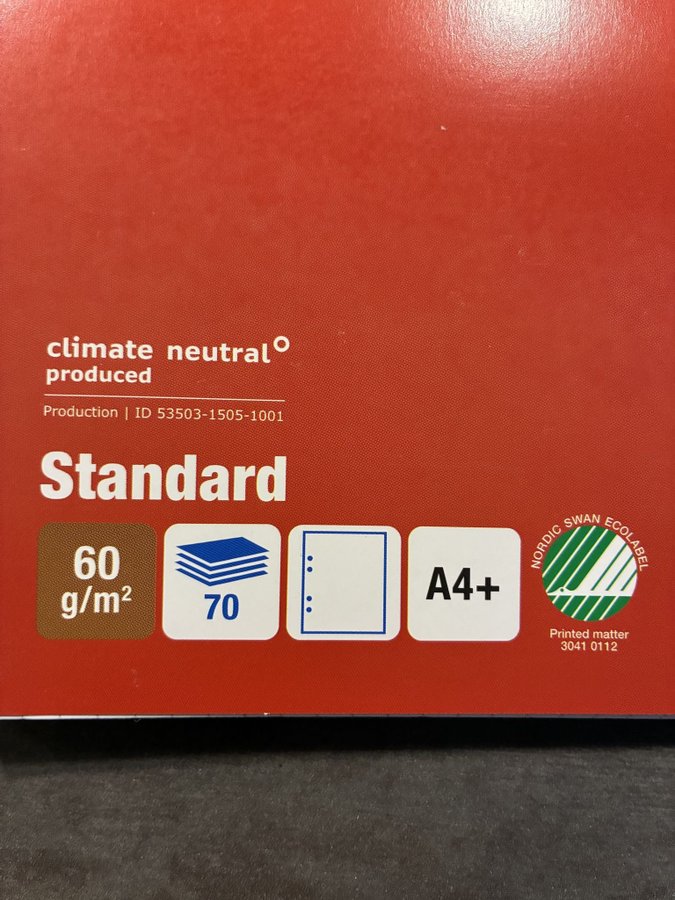 climate neutral°
produced
Production | ID 53503-1505-1001
Standard
60
g/m²
70
A4+
NORDIC SWAN ECOLABEL
Printed matter
3041 0112